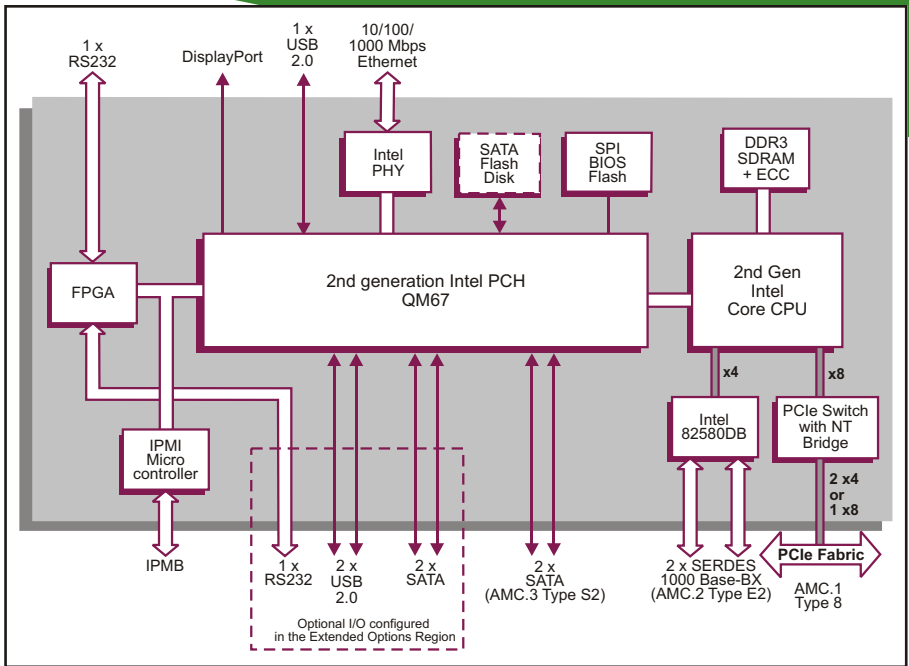 1 x
RS232
DisplayPort
1 x
USB
2.0
10/100/
1000 Mbps
Ethernet
Intel
PHY
SATA
Flash
Disk
SPI
BIOS
Flash
DDR3
SDRAM
+ ECC
FPGA
2nd generation Intel PCH
QM67
2nd Gen
Intel
Core CPU
x4
x8
IPMI
Micro
controller
Intel
82580DB
PCIe Switch
with NT
Bridge
2 x4
or
1 x8
IPMB
1 x
RS232
2 x
USB
2.0
2 x
SATA
2 x
SATA
(AMC.3 Type S2)
2 x SERDES
1000 Base-BX
(AMC.2 Type E2)
PCIe Fabric
AMC.1
Type 8
Optional I/O configured
in the Extended Options Region